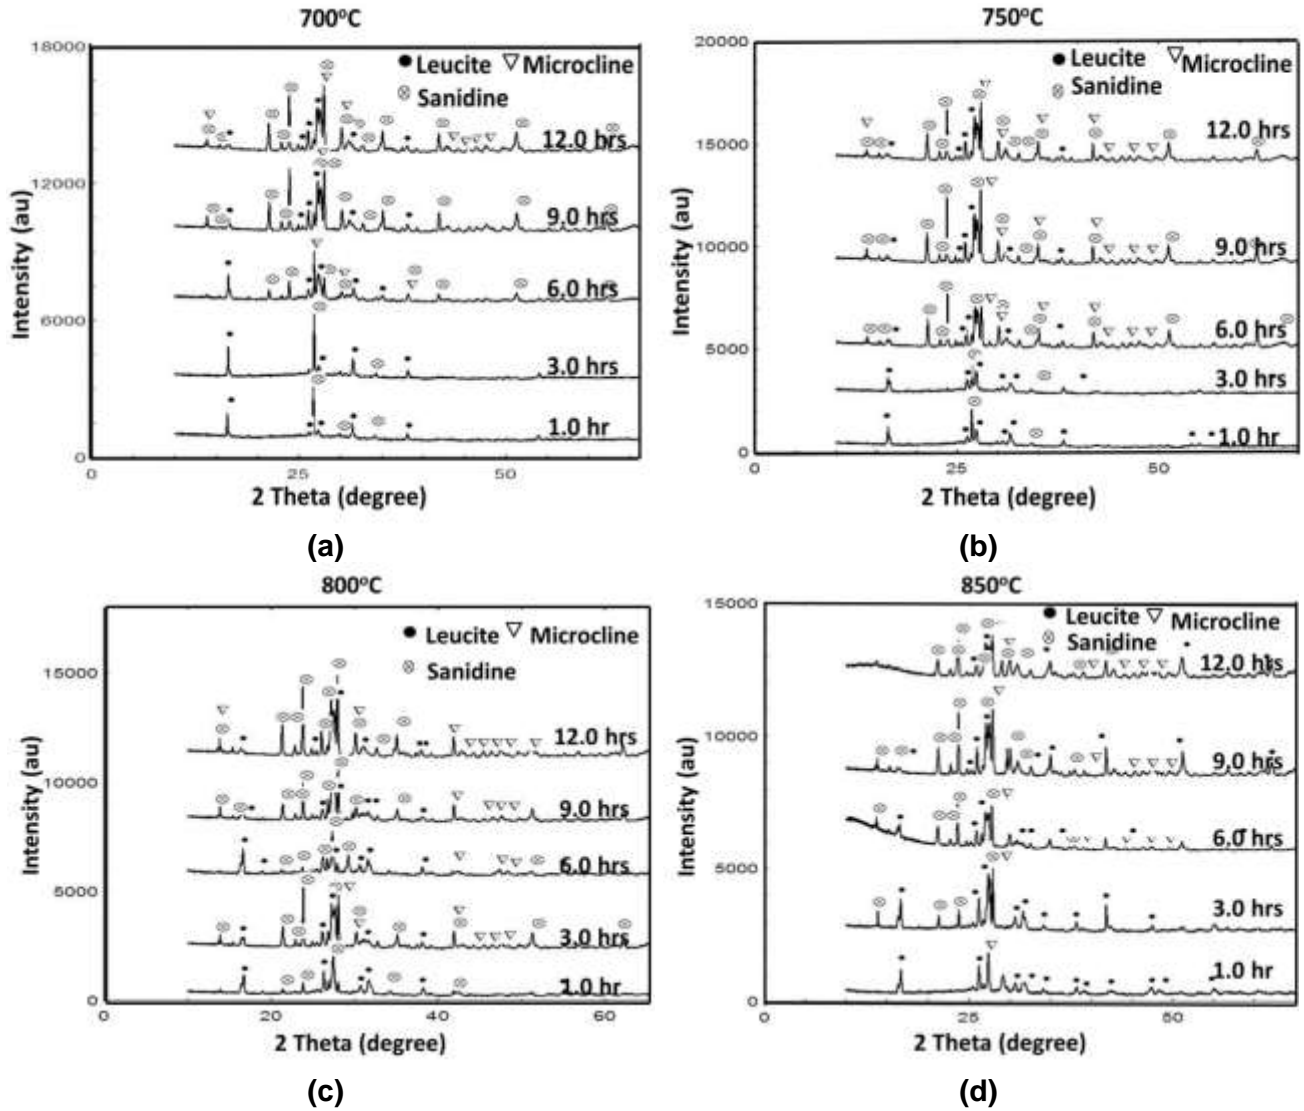 700°C
18000
12000
6000
0
0
25
50
Intensity (au)
2 Theta (degree)
Leucite
Microcline
Sanidine
12.0 hrs
9.0 hrs
6.0 hrs
3.0 hrs
1.0 hr
(a)
750°C
20000
15000
10000
5000
0
0
25
50
Intensity (au)
2 Theta (degree)
Leucite
Microcline
Sanidine
12.0 hrs
9.0 hrs
6.0 hrs
3.0 hrs
1.0 hr
(b)
800°C
15000
10000
5000
0
0
20
40
60
Intensity (au)
2 Theta (degree)
Leucite
Microcline
Sanidine
12.0 hrs
9.0 hrs
6.0 hrs
3.0 hrs
1.0 hr
(c)
850°C
15000
10000
5000
0
0
25
50
Intensity (au)
2 Theta (degree)
Leucite
Microcline
Sanidine
12.0 hrs
9.0 hrs
6.0 hrs
3.0 hrs
1.0 hr
(d)